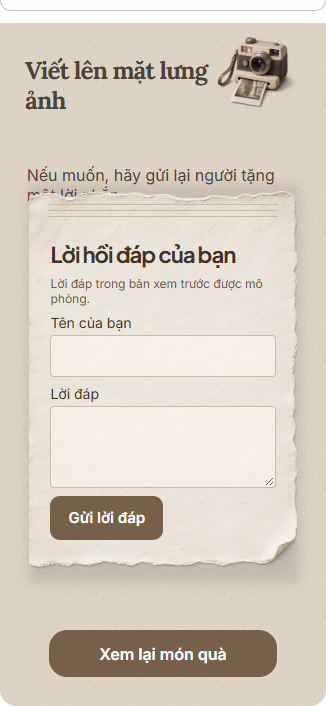 Viết lên mặt lưng
ảnh
Nếu muốn, hãy gửi lại người tặng
Lời hồi đáp của bạn
Lời đáp trong bản xem trước được mô
phỏng.
Tên của bạn
Lời đáp
Gửi lời đáp
Xem lại món quà